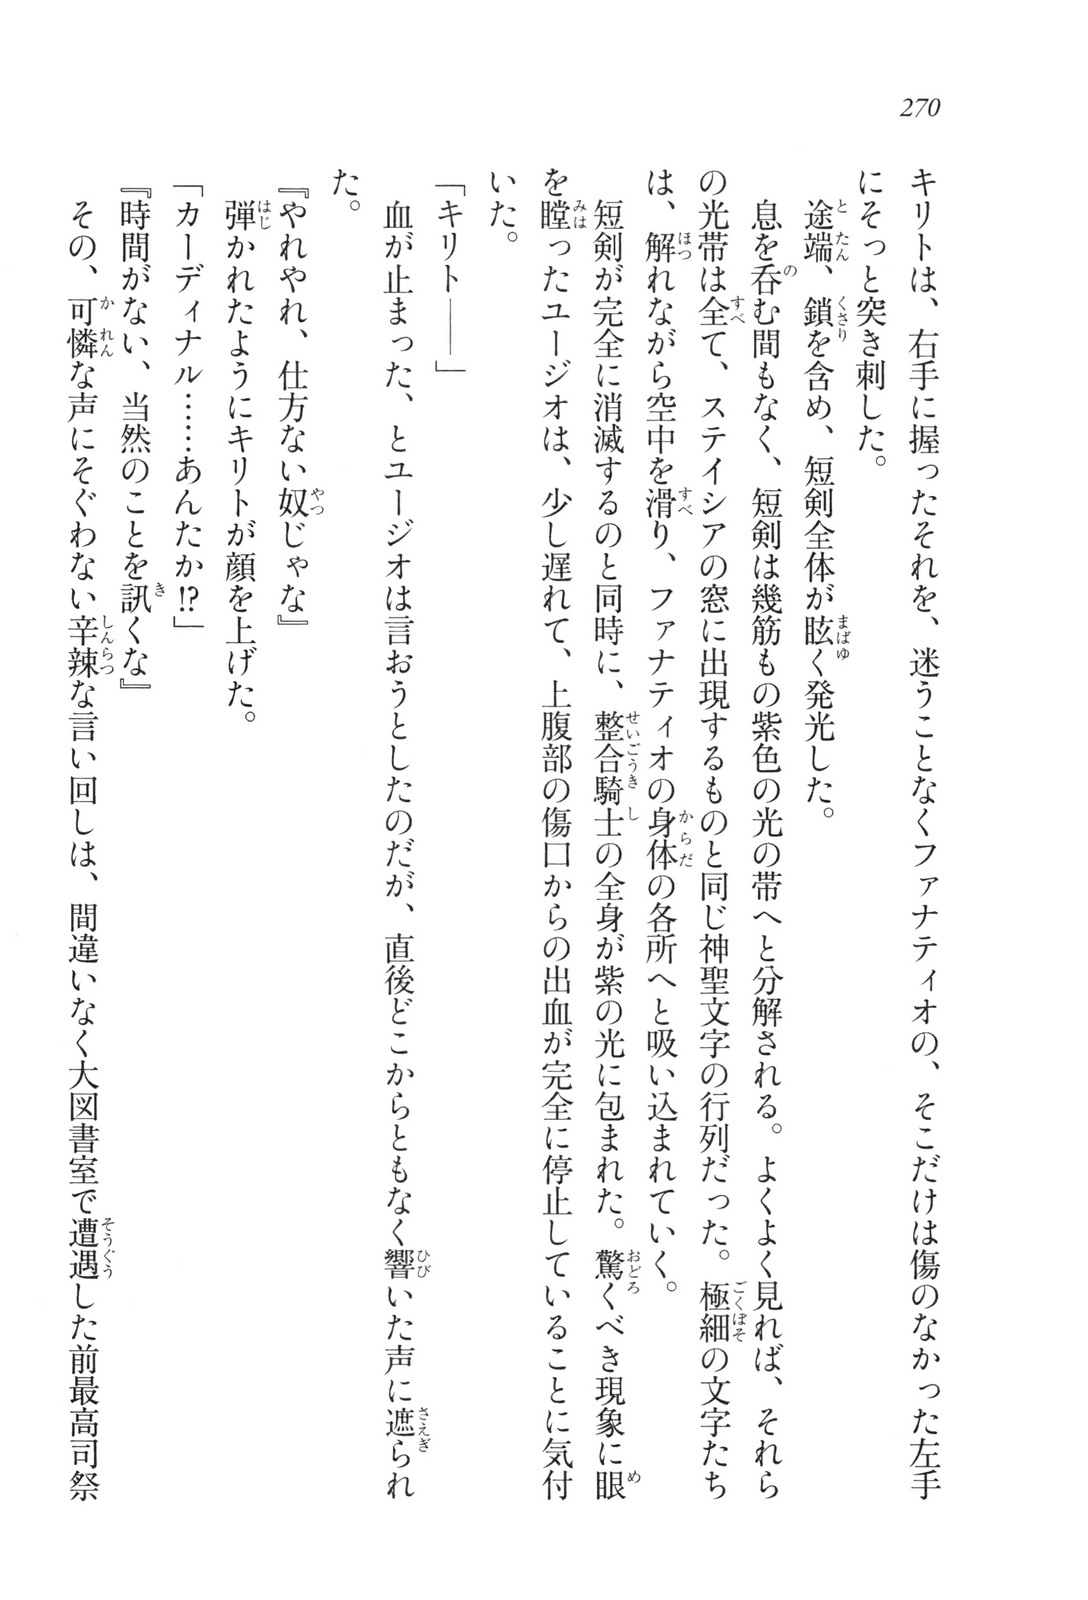 270
キリトは、右手に握ったそれを、迷うことなくファナティオの、そこだけは傷のなかった左手
にそっと突き刺した。
途端、鎖を含め、短剣全体が眩く発光した。
息を呑む間もなく、短剣は幾筋もの紫色の光の帯へと分解される。よくよく見れば、それら
の光帯は全て、ステイシアの窓に出現するものと同じ神聖文字の行列だった。極細の文字たち
は、解れながら空中を滑り、ファナティオの身体の各所へと吸い込まれていく。
短剣が完全に消滅するのと同時に、整合騎士の全身が紫の光に包まれた。驚くべき現象に眼
を瞠ったユージオは、少し遅れて、上腹部の傷口からの出血が完全に停止していることに気付
いた。
「キリト――」
血が止まった、とユージオは言おうとしたのだが、直後どこからともなく響いた声に遮られ
た。
『やれやれ、仕方ない奴じゃな』
弾かれたようにキリトが顔を上げた。
「カーディナル……あんたか!?」
『時間がない、当然のことを訊くな』
その、可憐な声にそぐわない辛辣な言い回しは、間違いなく大図書室で遭遇した前最高司祭